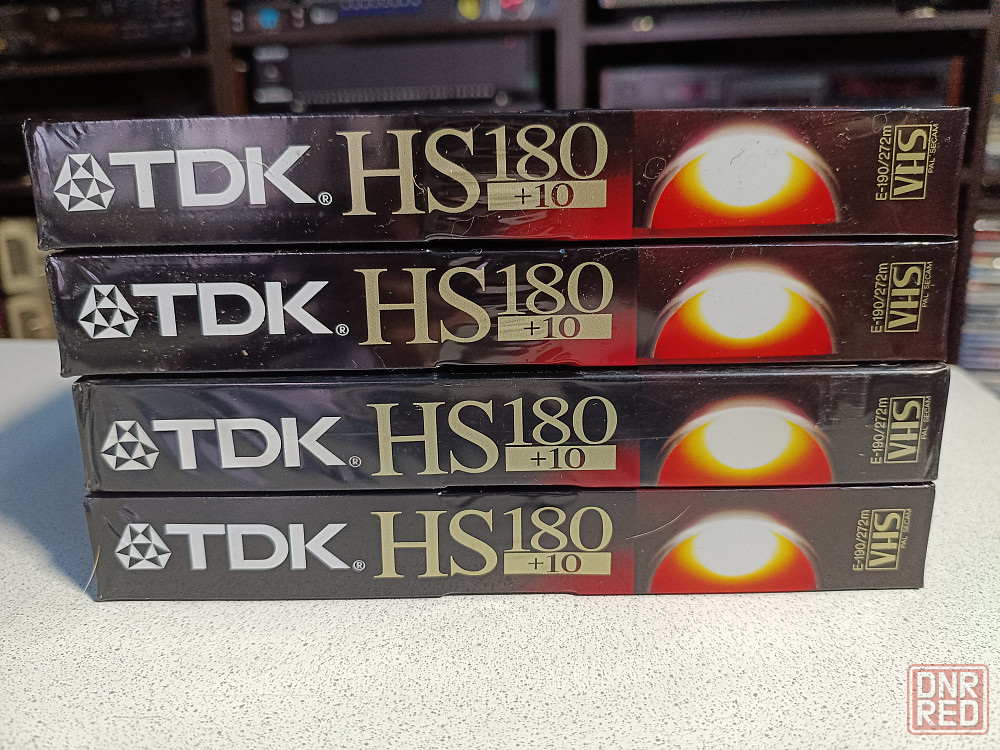 TDK® HS180
+10
E-190/272m
VHS
PAL SECAM
TDK® HS180
+10
E-190/272m
VHS
PAL SECAM
TDK® HS180
+10
E-190/272m
VHS
PAL SECAM
TDK® HS180
+10
E-190/272m
VHS
PAL SECAM
DNR
RED